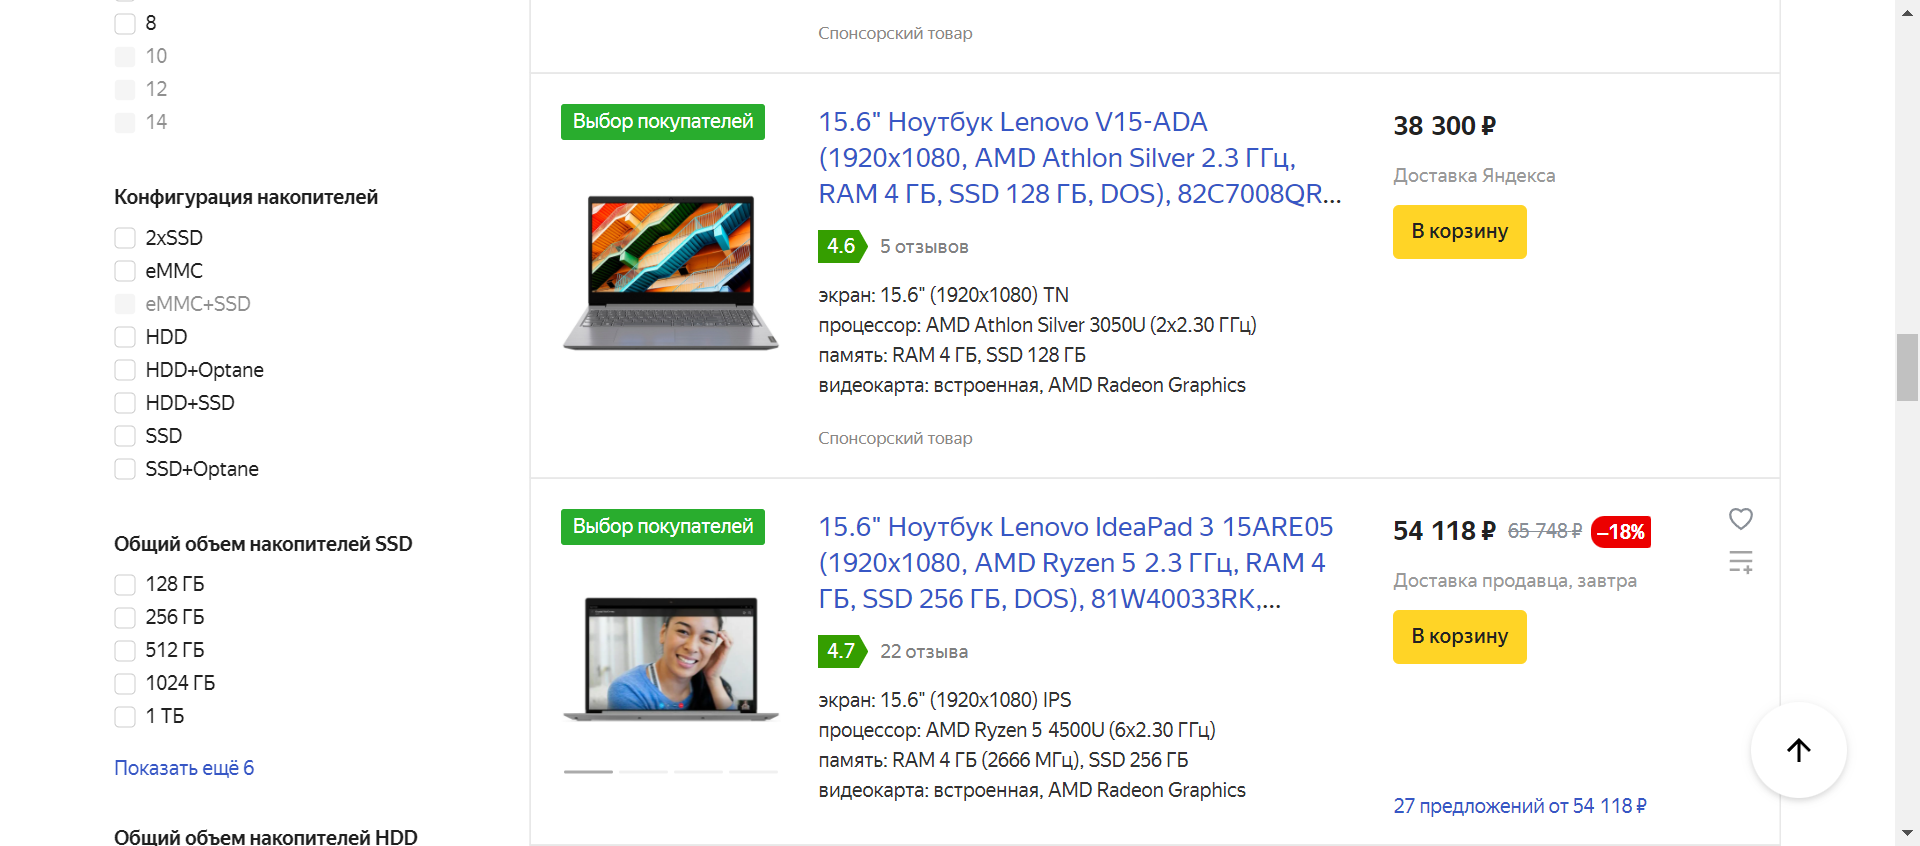 8
10
12
14
Конфигурация накопителей
2xSSD
eMMC
eMMC+SSD
HDD
HDD+Optane
HDD+SSD
SSD
SSD+Optane
Общий объем накопителей SSD
128 ГБ
256 ГБ
512 ГБ
1024 ГБ
1 ТБ
Показать ещё 6
Общий объем накопителей HDD
Спонсорский товар
Выбор покупателей
15.6" Ноутбук Lenovo V15-ADA
(1920x1080, AMD Athlon Silver 2.3 ГГц,
RAM 4 ГБ, SSD 128 ГБ, DOS), 82C7008QR...
4.6 5 отзывов
экран: 15.6" (1920x1080) TN
процессор: AMD Athlon Silver 3050U (2x2.30 ГГц)
память: RAM 4 ГБ, SSD 128 ГБ
видеокарта: встроенная, AMD Radeon Graphics
Спонсорский товар
38 300 ₽
Доставка Яндекса
В корзину
Выбор покупателей
15.6" Ноутбук Lenovo IdeaPad 3 15ARE05
(1920x1080, AMD Ryzen 5 2.3 ГГц, RAM 4
ГБ, SSD 256 ГБ, DOS), 81W40033RK,...
4.7 22 отзыва
экран: 15.6" (1920x1080) IPS
процессор: AMD Ryzen 5 4500U (6x2.30 ГГц)
память: RAM 4 ГБ (2666 МГц), SSD 256 ГБ
видеокарта: встроенная, AMD Radeon Graphics
54 118 ₽ 65 748 ₽ –18%
Доставка продавца, завтра
В корзину
27 предложений от 54 118 ₽